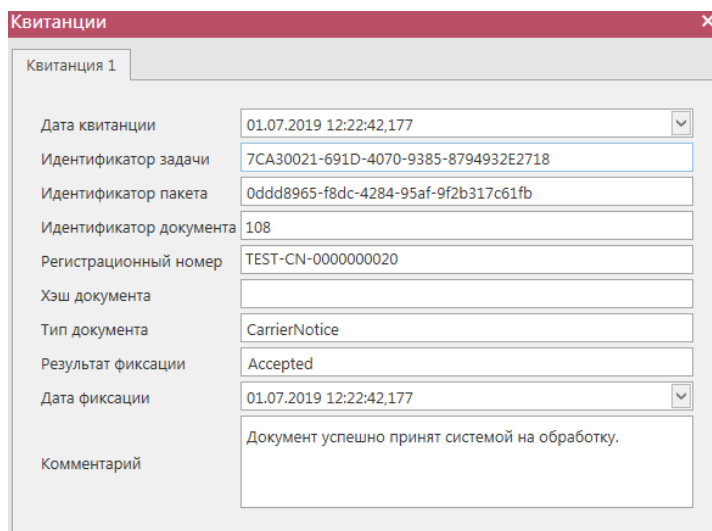 Квитанции
Квитанция 1
Дата квитанции 01.07.2019 12:22:42,177
Идентификатор задачи 7CA30021-691D-4070-9385-8794932E2718
Идентификатор пакета 0ddd8965-f8dc-4284-95af-9f2b317c61fb
Идентификатор документа 108
Регистрационный номер TEST-CN-0000000020
Хэш документа
Тип документа CarrierNotice
Результат фиксации Accepted
Дата фиксации 01.07.2019 12:22:42,177
Комментарий Документ успешно принят системой на обработку.